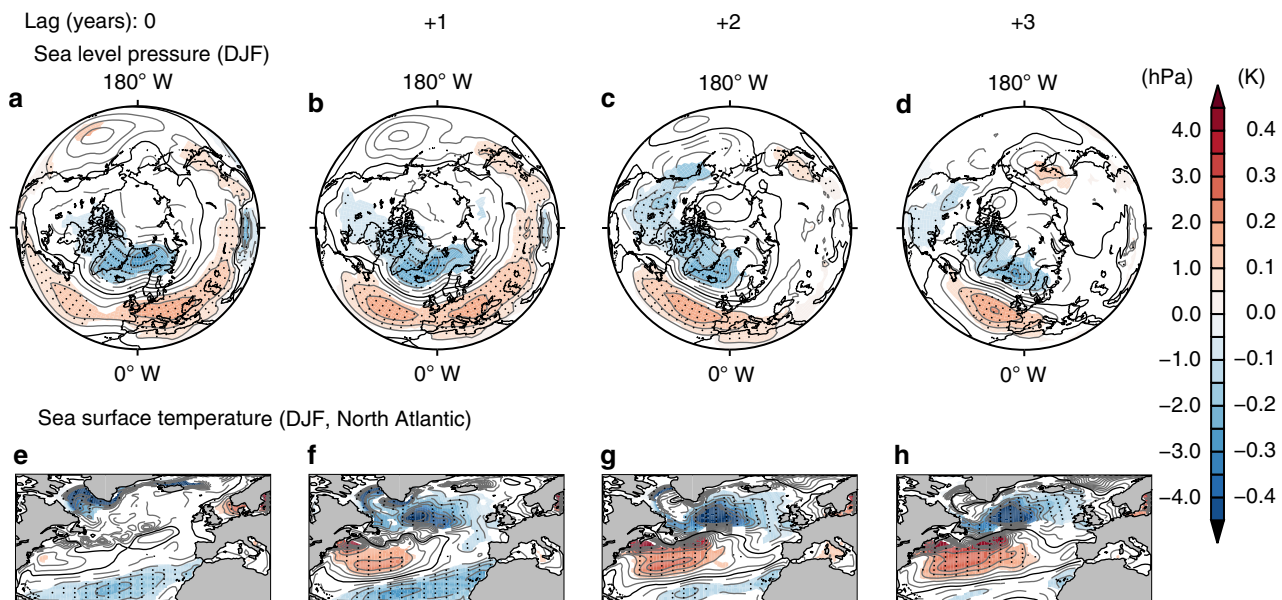 Lag (years): 0 +1 +2 +3
Sea level pressure (DJF)
180° W 180° W 180° W 180° W (hPa) (K)
a b c d
4.0 0.4
3.0 0.3
2.0 0.2
1.0 0.1
0.0 0.0
−1.0 −0.1
−2.0 −0.2
−3.0 −0.3
−4.0 −0.4
0° W 0° W 0° W 0° W
Sea surface temperature (DJF, North Atlantic)
e f g h